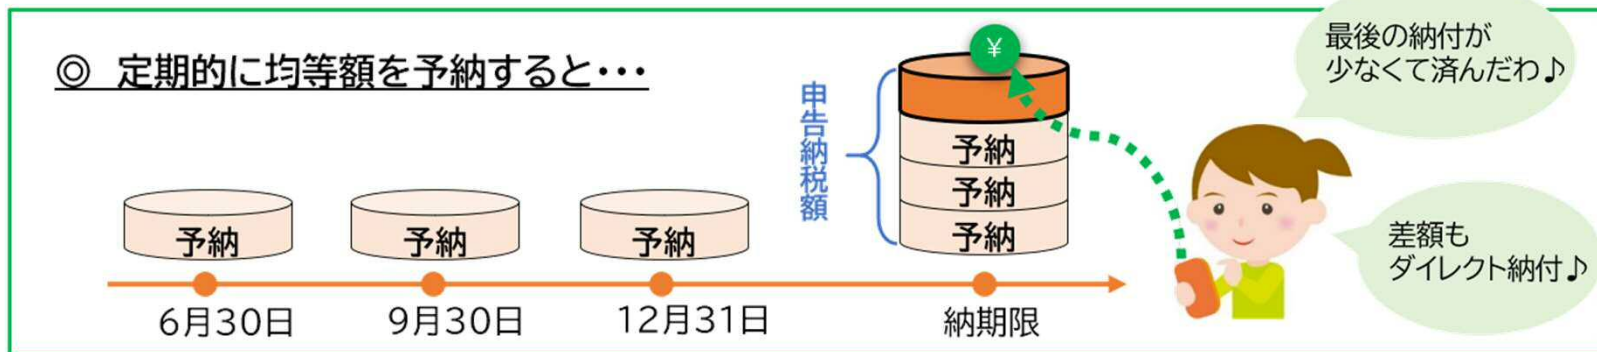 ◎ 定期的に均等額を予納すると・・・
最後の納付が
少なくて済んだわ♪
¥
申告納税額
予納
予納
予納
予納
予納
予納
差額も
ダイレクト納付♪
6月30日
9月30日
12月31日
納期限